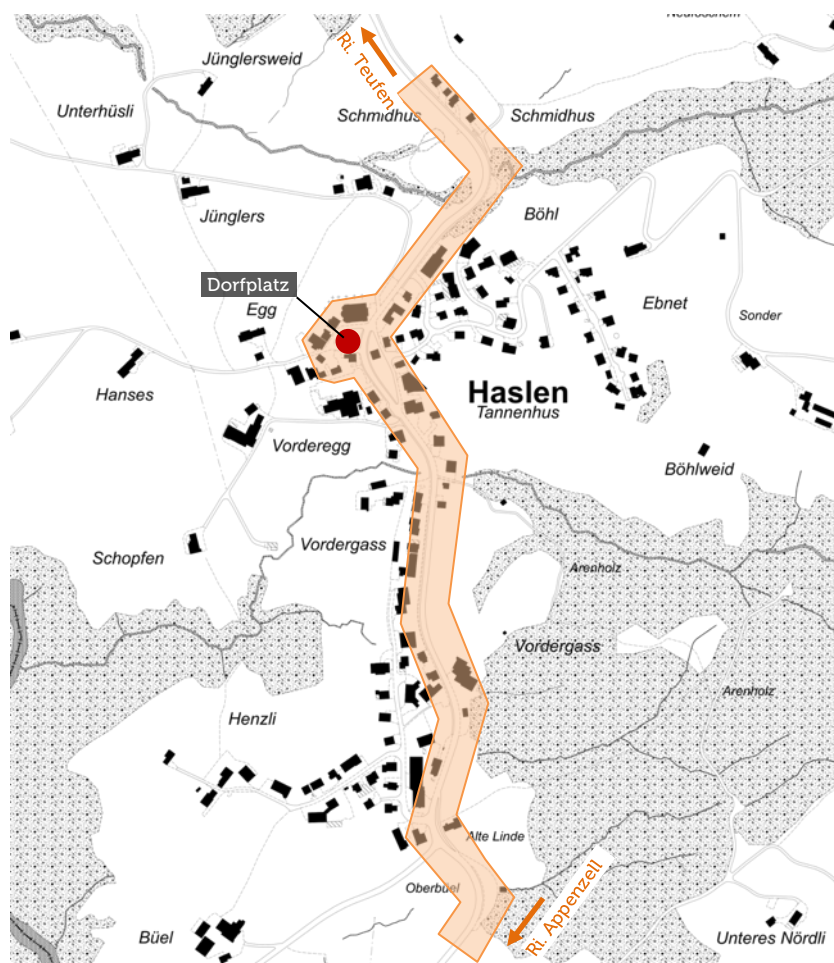 Ri. Teufen
Jünglersweid
Unterhüsli
Schmidhus
Schmidhus
Jünglers
Böhl
Dorfplatz
Egg
Ebnet
Sonder
Hanses
Haslen
Tannenhus
Vorderegg
Böhlweid
Schopfen
Vordergass
Arenholz
Vordergass
Arenholz
Henzli
Alte Linde
Oberbüel
Ri. Appenzell
Büel
Unteres Nördli